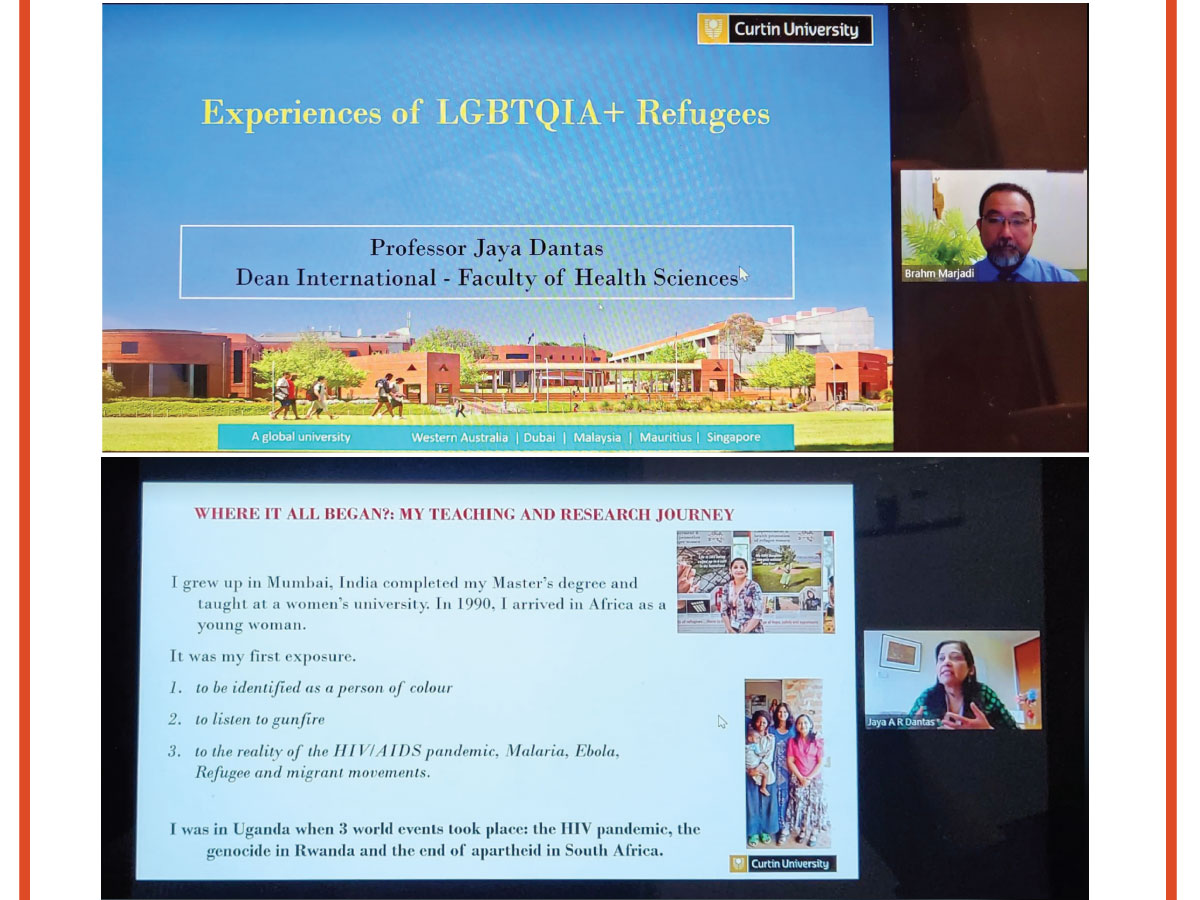 Curtin University
Experiences of LGBTQIA+ Refugees
Professor Jaya Dantas
Dean International - Faculty of Health Sciences
Brahm Marjadi
A global university
Western Australia | Dubai | Malaysia | Mauritius | Singapore
WHERE IT ALL BEGAN?: MY TEACHING AND RESEARCH JOURNEY
I grew up in Mumbai, India completed my Master's degree and
taught at a women's university. In 1990, I arrived in Africa as a
young woman.
It was my first exposure.
1. to be identified as a person of colour
2. to listen to gunfire
3. to the reality of the HIV/AIDS pandemic, Malaria, Ebola,
Refugee and migrant movements.
Jaya A R Dantas
I was in Uganda when 3 world events took place: the HIV pandemic, the
genocide in Rwanda and the end of apartheid in South Africa.
Curtin University